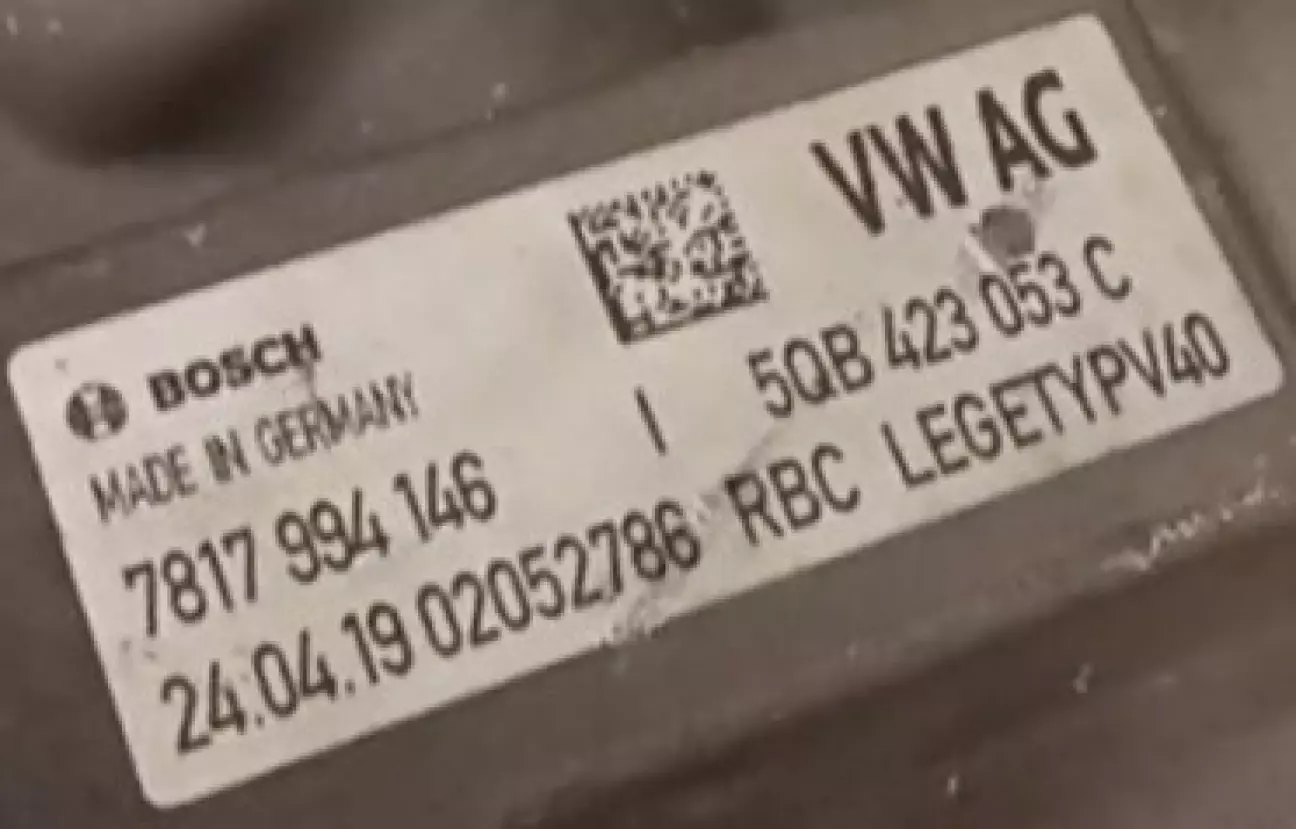 VW AG
BOSCH
MADE IN GERMANY
7817 994 146 I 5QB 423 053 C
24.04.19 02052786 RBC LEGETYPV40